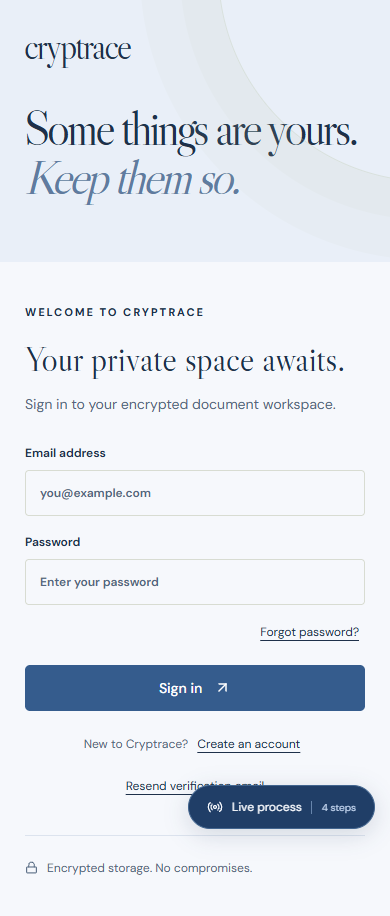 cryptrace
Some things are yours.
Keep them so.
WELCOME TO CRYPTRACE
Your private space awaits.
Sign in to your encrypted document workspace.
Email address
you@example.com
Password
Enter your password
Forgot password?
Sign in
New to Cryptrace? Create an account
Resend verification email
Live process | 4 steps
Encrypted storage. No compromises.